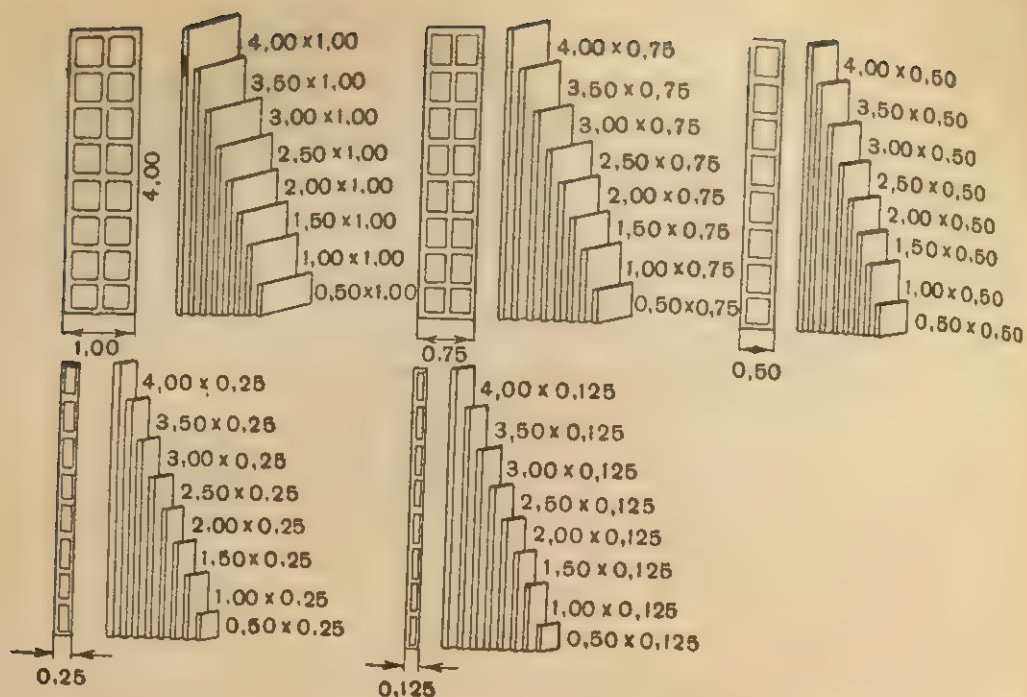 4,00
1,00
4,00 x 1,00
3,50 x 1,00
3,00 x 1,00
2,50 x 1,00
2,00 x 1,00
1,50 x 1,00
1,00 x 1,00
0,50 x 1,00
0,75
4,00 x 0,75
3,50 x 0,75
3,00 x 0,75
2,50 x 0,75
2,00 x 0,75
1,50 x 0,75
1,00 x 0,75
0,50 x 0,75
0,50
4,00 x 0,50
3,50 x 0,50
3,00 x 0,50
2,50 x 0,50
2,00 x 0,50
1,50 x 0,50
1,00 x 0,50
0,50 x 0,50
0,25
4,00 x 0,25
3,50 x 0,25
3,00 x 0,25
2,50 x 0,25
2,00 x 0,25
1,50 x 0,25
1,00 x 0,25
0,50 x 0,25
0,125
4,00 x 0,125
3,50 x 0,125
3,00 x 0,125
2,50 x 0,125
2,00 x 0,125
1,50 x 0,125
1,00 x 0,125
0,50 x 0,125